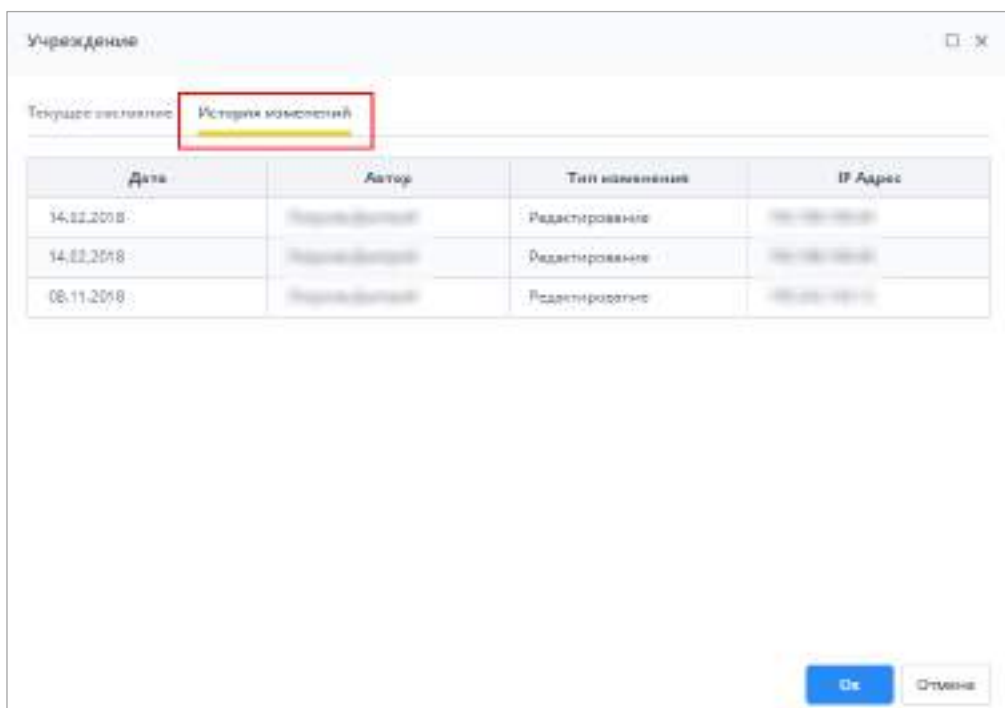 Учреждение
Текущее состояние История изменений
Дата Автор Тип изменения IP Адрес
14.02.2018 Редактирование
14.02.2018 Редактирование
08.11.2018 Редактирование
Ок Отмена